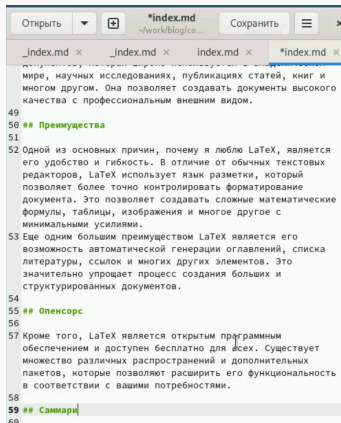 Открыть
*index.md
~/work/blog/co...
Сохранить
_index.md ×
_index.md ×
index.md ×
*index.md ×
мире, научных исследованиях, публикациях статей, книг и
многом другом. Она позволяет создавать документы высокого
качества с профессиональным внешним видом.
49
50 ## Преимущества
51
52 Одной из основных причин, почему я люблю LaTeX, является
его удобство и гибкость. В отличие от обычных текстовых
редакторов, LaTeX использует язык разметки, который
позволяет более точно контролировать форматирование
документа. Это позволяет создавать сложные математические
формулы, таблицы, изображения и многое другое с
минимальными усилиями.
53 Еще одним большим преимуществом LaTeX является его
возможность автоматической генерации оглавлений, списка
литературы, ссылок и многих других элементов. Это
значительно упрощает процесс создания больших и
структурированных документов.
54
55 ## Опенсорс
56
57 Кроме того, LaTeX является открытым программным
обеспечением и доступен бесплатно для всех. Существует
множество различных распространений и дополнительных
пакетов, которые позволяют расширить его функциональность
в соответствии с вашими потребностями.
58
59 ## Саммари
60